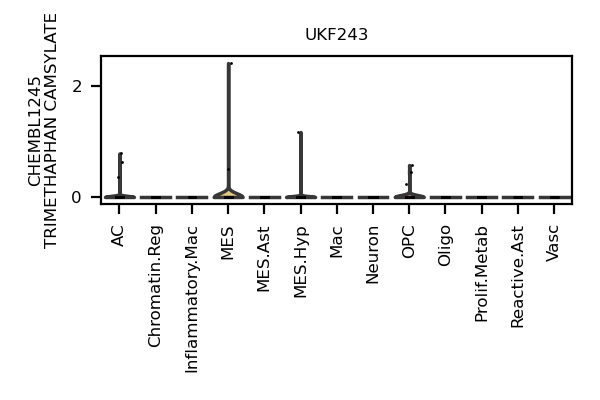 UKF243
CHEMBL1245
TRIMETHAPHAN CAMSYLATE
2
0
AC
Chromatin.Reg
Inflammatory.Mac
MES
MES.Ast
MES.Hyp
Mac
Neuron
OPC
Oligo
Prolif.Metab
Reactive.Ast
Vasc